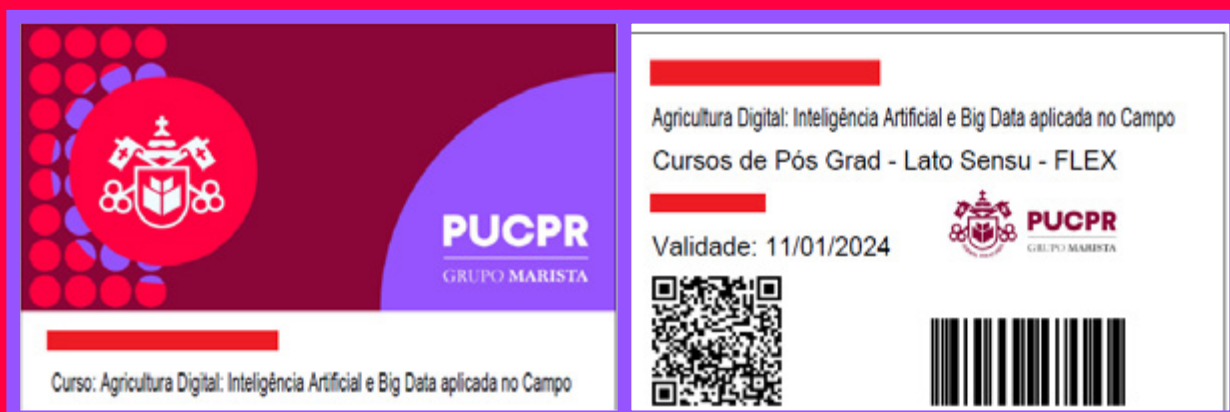 PUCPR
GRUPO MARISTA
Curso: Agricultura Digital: Inteligência Artificial e Big Data aplicada no Campo
Agricultura Digital: Inteligência Artificial e Big Data aplicada no Campo
Cursos de Pós Grad - Lato Sensu - FLEX
Validade: 11/01/2024
PUCPR
GRUPO MARISTA